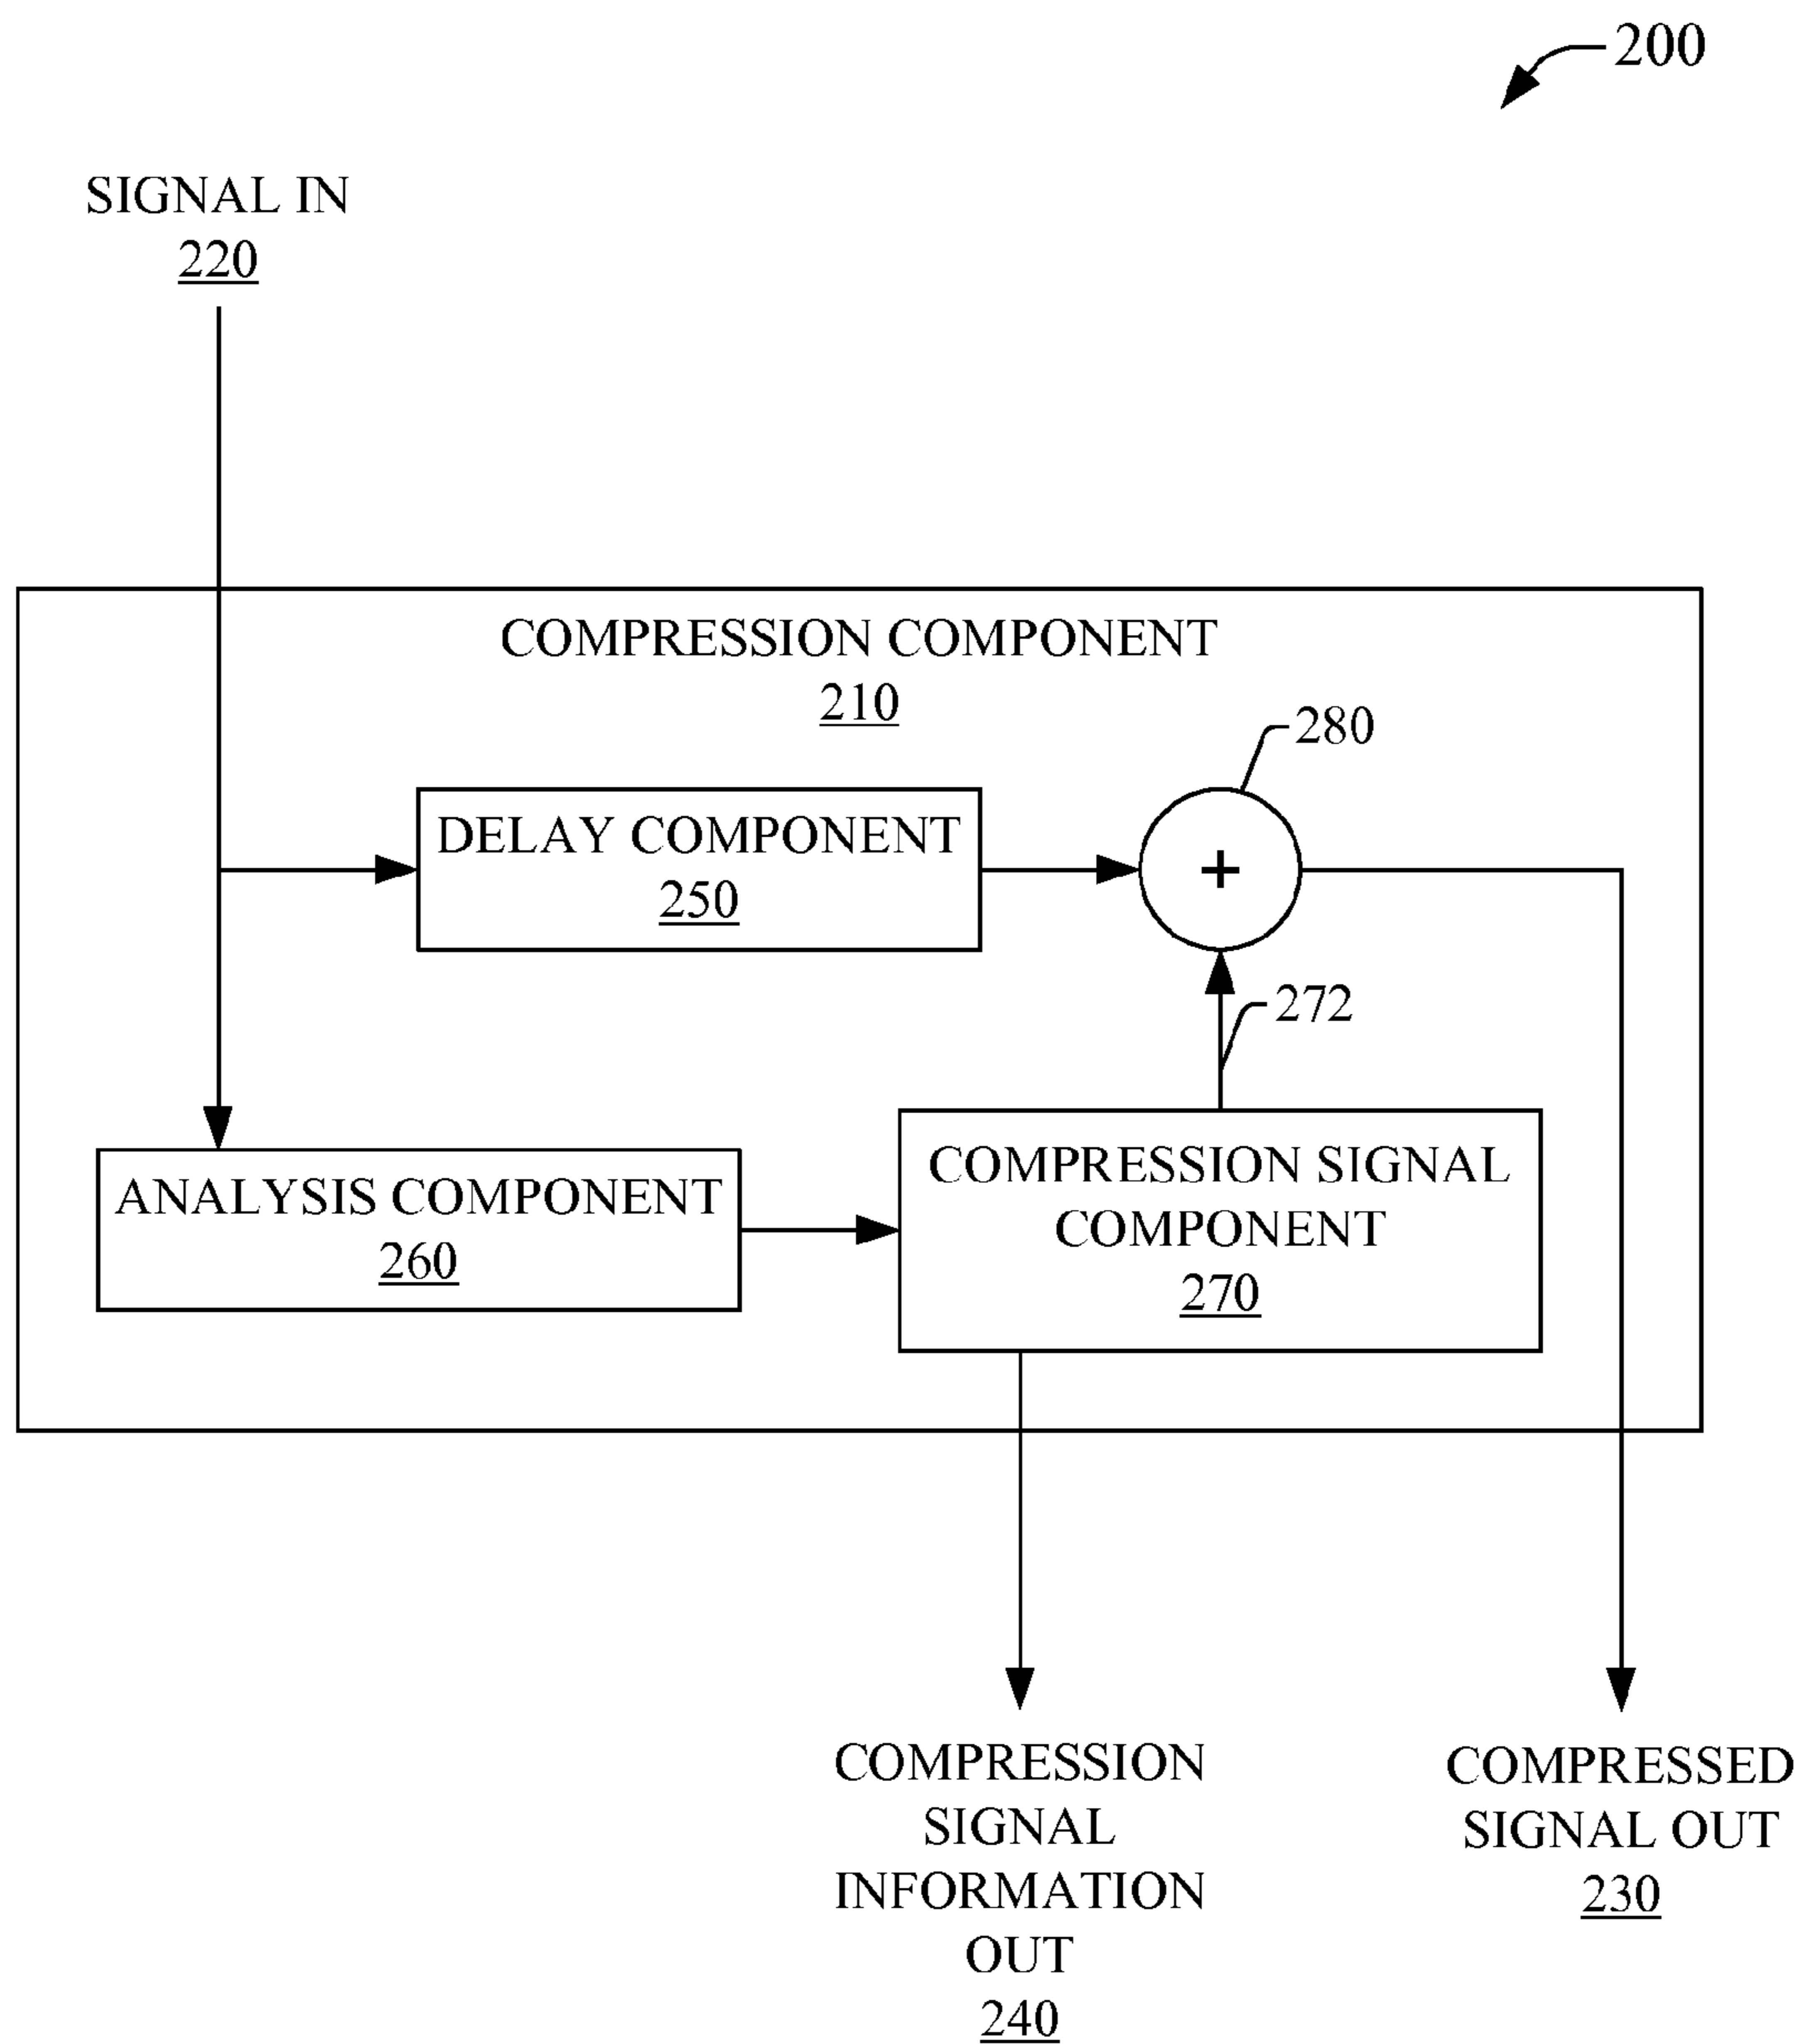 200
SIGNAL IN
220
COMPRESSION COMPONENT
210
280
DELAY COMPONENT
250
+
272
ANALYSIS COMPONENT
260
COMPRESSION SIGNAL
COMPONENT
270
COMPRESSION
SIGNAL
INFORMATION
OUT
240
COMPRESSED
SIGNAL OUT
230